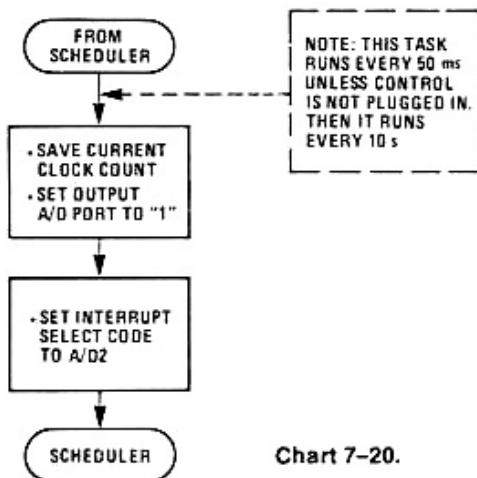 FROM
SCHEDULER
NOTE: THIS TASK
RUNS EVERY 50 ms
UNLESS CONTROL
IS NOT PLUGGED IN.
THEN IT RUNS
EVERY 10 s
• SAVE CURRENT
CLOCK COUNT
• SET OUTPUT
A/D PORT TO "1"
• SET INTERRUPT
SELECT CODE
TO A/D2
SCHEDULER
Chart 7–20.